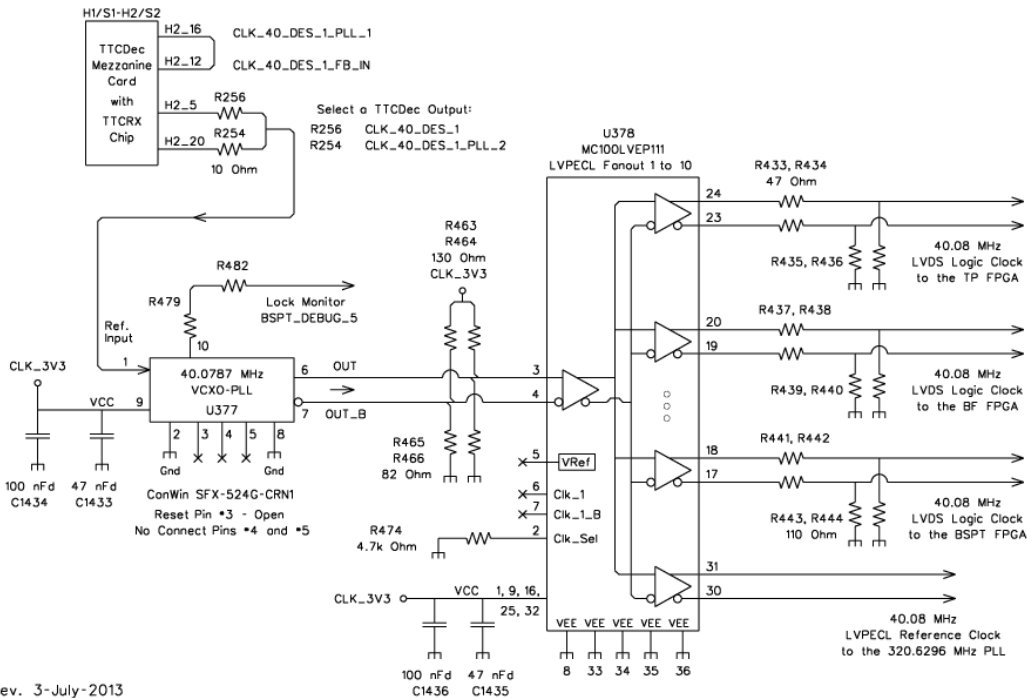 H1/S1-H2/S2
TTCDec
Mezzanine
Card
with
TTCRX
Chip
H2_16
CLK_40_DES_1_PLL_1
H2_12
CLK_40_DES_1_FB_IN
H2_5
R256
H2_20
R254
10 Ohm
Select a TTCDec Output:
R256 CLK_40_DES_1
R254 CLK_40_DES_1_PLL_2
R482
R479
Lock Monitor
BSPT_DEBUG_5
Ref.
Input
1
10
CLK_3V3
VCC
9
40.0787 MHz
VCXO-PLL
U377
6
OUT
7
OUT_B
2
3
4
5
8
Gnd
Gnd
100 nFd
C1434
47 nFd
C1433
ConWin SFX-524G-CRN1
Reset Pin *3 - Open
No Connect Pins *4 and *5
R463
R464
130 Ohm
CLK_3V3
R465
R466
82 Ohm
R474
4.7k Ohm
U378
MC100LVEP111
LVPECL Fanout 1 to 10
3
4
5
VRef
6
Clk_1
7
Clk_1_B
2
Clk_Sel
CLK_3V3
VCC
1, 9, 16,
25, 32
100 nFd
C1436
47 nFd
C1435
VEE VEE VEE VEE VEE
8 33 34 35 36
24
23
R433, R434
47 Ohm
R435, R436
40.08 MHz
LVDS Logic Clock
to the TP FPGA
20
19
R437, R438
R439, R440
40.08 MHz
LVDS Logic Clock
to the BF FPGA
18
17
R441, R442
R443, R444
110 Ohm
40.08 MHz
LVDS Logic Clock
to the BSPT FPGA
31
30
40.08 MHz
LVPECL Reference Clock
to the 320.6296 MHz PLL
ev. 3-July-2013